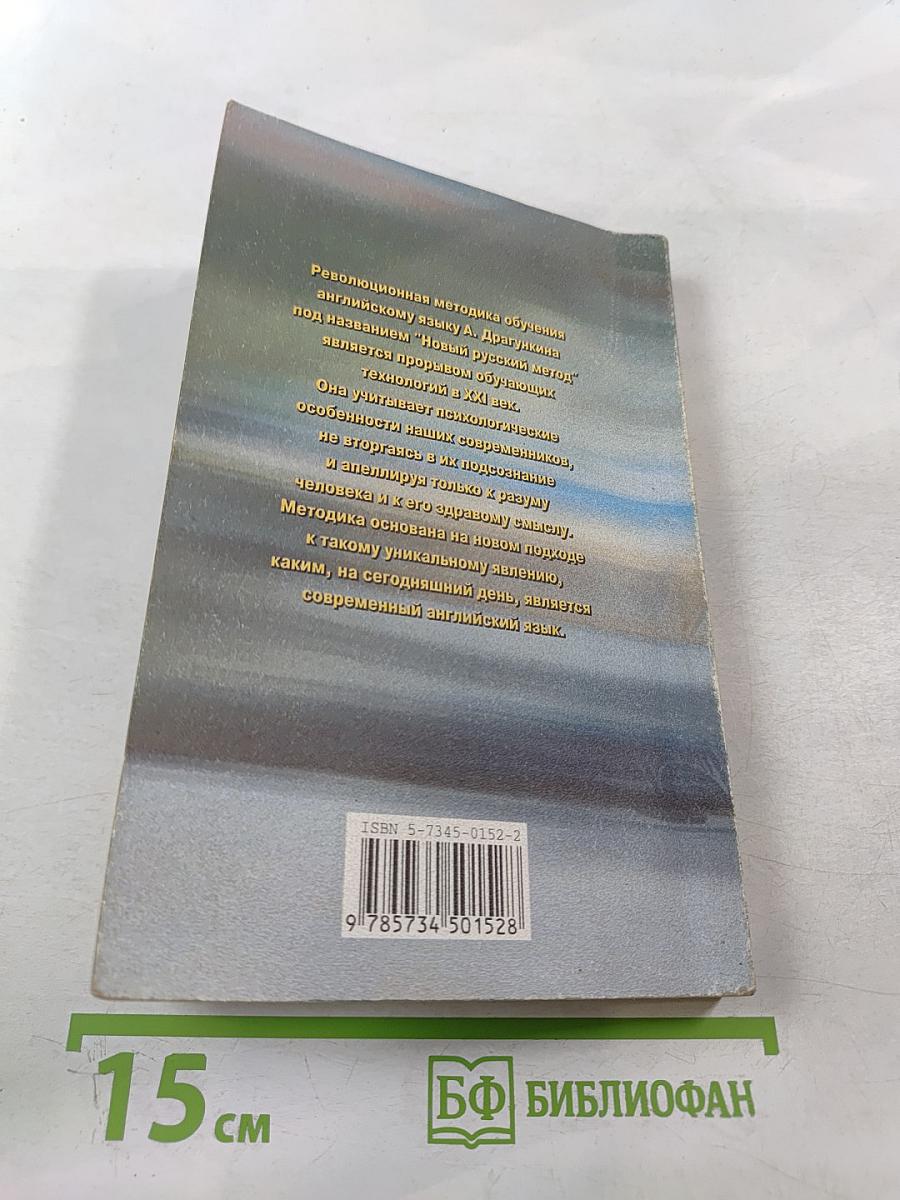 Революционная методика обучения
английскому языку А. Драгункина
под названием "Новый русский метод"
является прорывом обучающих
технологий в XXI век.
Она учитывает психологические
особенности наших современников,
не вторгаясь в их подсознание
и апеллируя только к разуму
человека и к его здравому смыслу.
Методика основана на новом подходе
к такому уникальному явлению,
каким, на сегодняшний день, является
современный английский язык.
ISBN 5-7345-0152-2
9 785734 501528
15 см
БФ БИБЛИОФАН